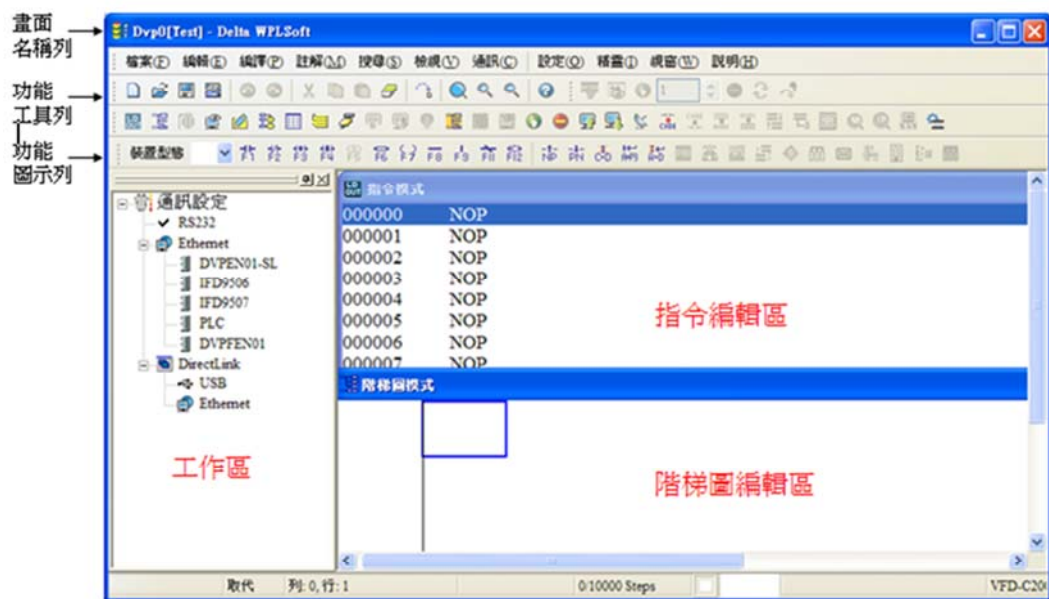 畫面
名稱列
Dvp0[Test] - Delta WPLSoft
檔案(F) 編輯(E) 編譯(P) 註解(M) 搜尋(S) 檢視(V) 通訊(C) 設定(O) 精靈(I) 視窗(W) 說明(H)
功能
工具列
1
功能
圖示列
裝置型態
通訊設定
RS232
Ethernet
DVPEN01-SL
IFD9506
IFD9507
PLC
DVPFEN01
DirectLink
USB
Ethernet
工作區
指令模式
000000 NOP
000001 NOP
000002 NOP
000003 NOP
000004 NOP
000005 NOP
000006 NOP
000007 NOP
指令編輯區
階梯圖模式
階梯圖編輯區
取代 列: 0, 行: 1 0/10000 Steps VFD-C20